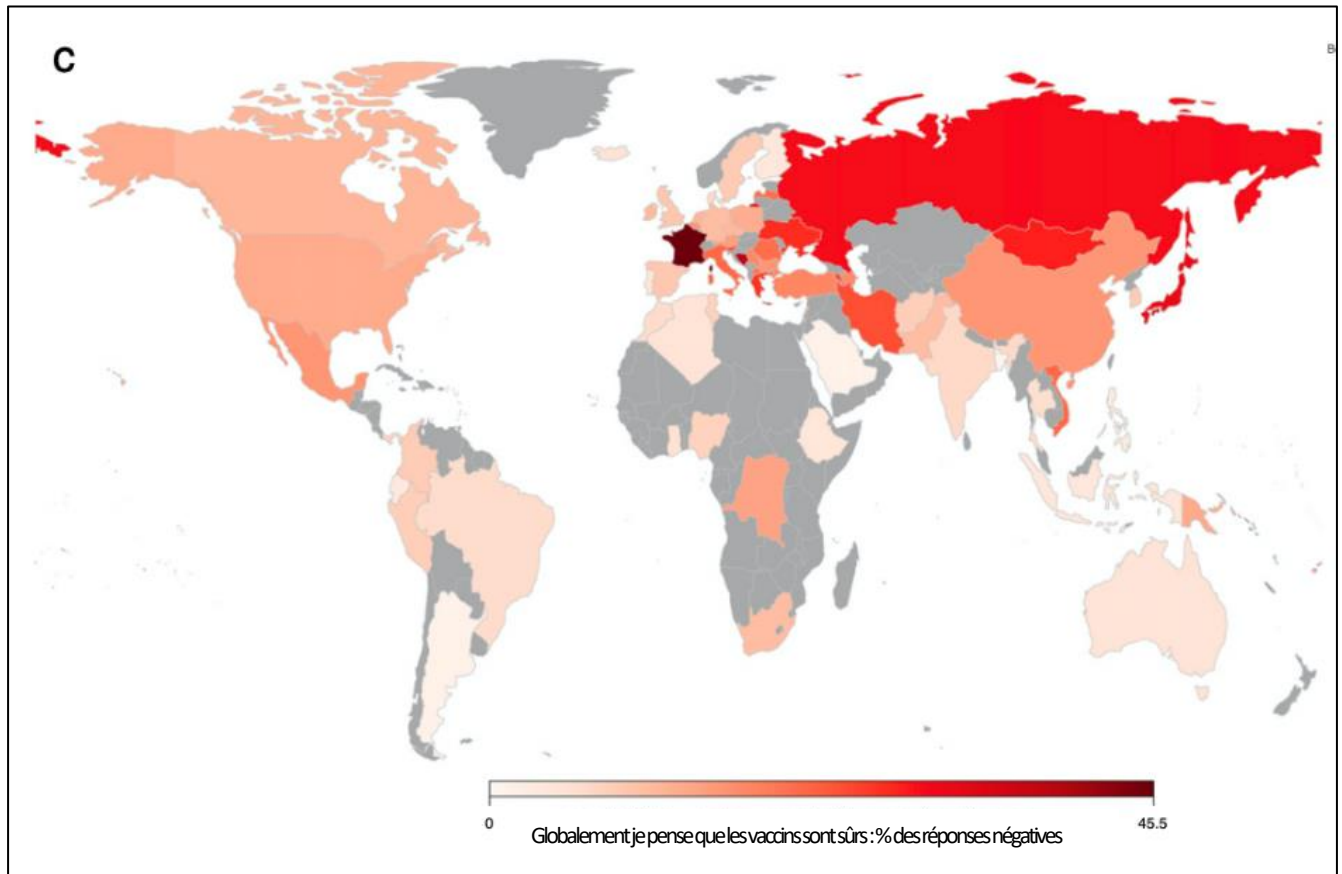 C
0
45.5
Globalement je pense que les vaccins sont sûrs : % des réponses négatives